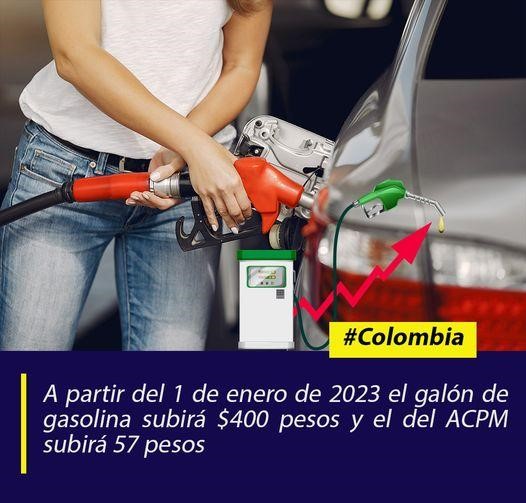 #Colombia
A partir del 1 de enero de 2023 el galón de
gasolina subirá $400 pesos y el del ACPM
subirá 57 pesos